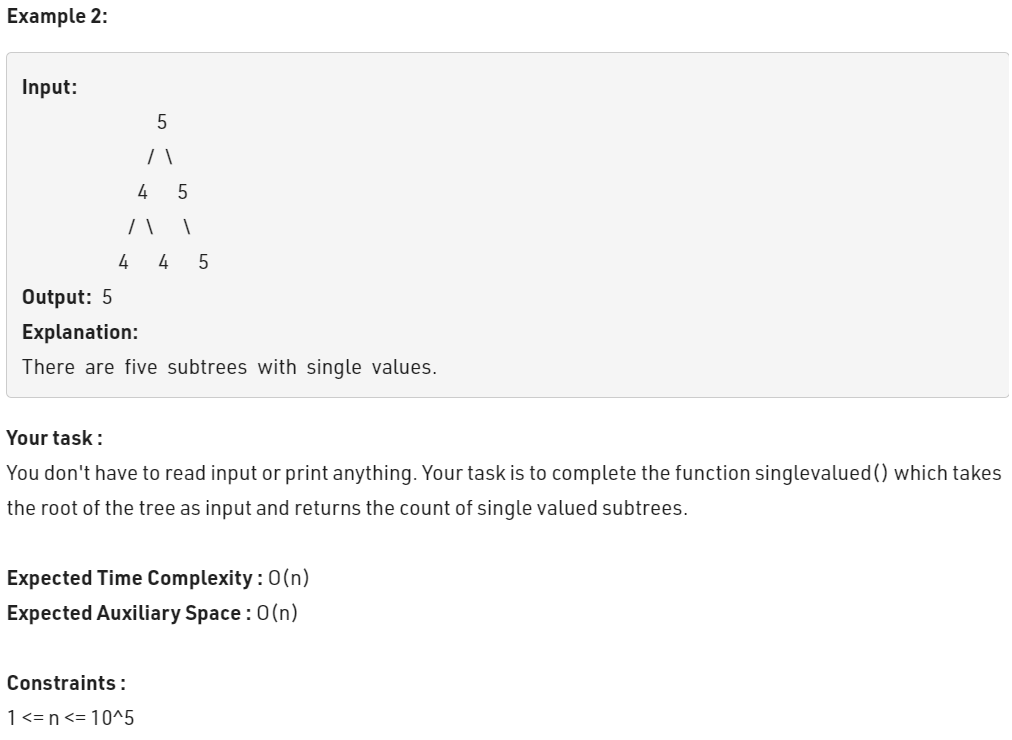 Example 2:
Input:
5
/ \
4 5
/ \ \
4 4 5
Output: 5
Explanation:
There are five subtrees with single values.
Your task :
You don't have to read input or print anything. Your task is to complete the function singlevalued() which takes
the root of the tree as input and returns the count of single valued subtrees.
Expected Time Complexity : O(n)
Expected Auxiliary Space : O(n)
Constraints :
1 <= n <= 10^5